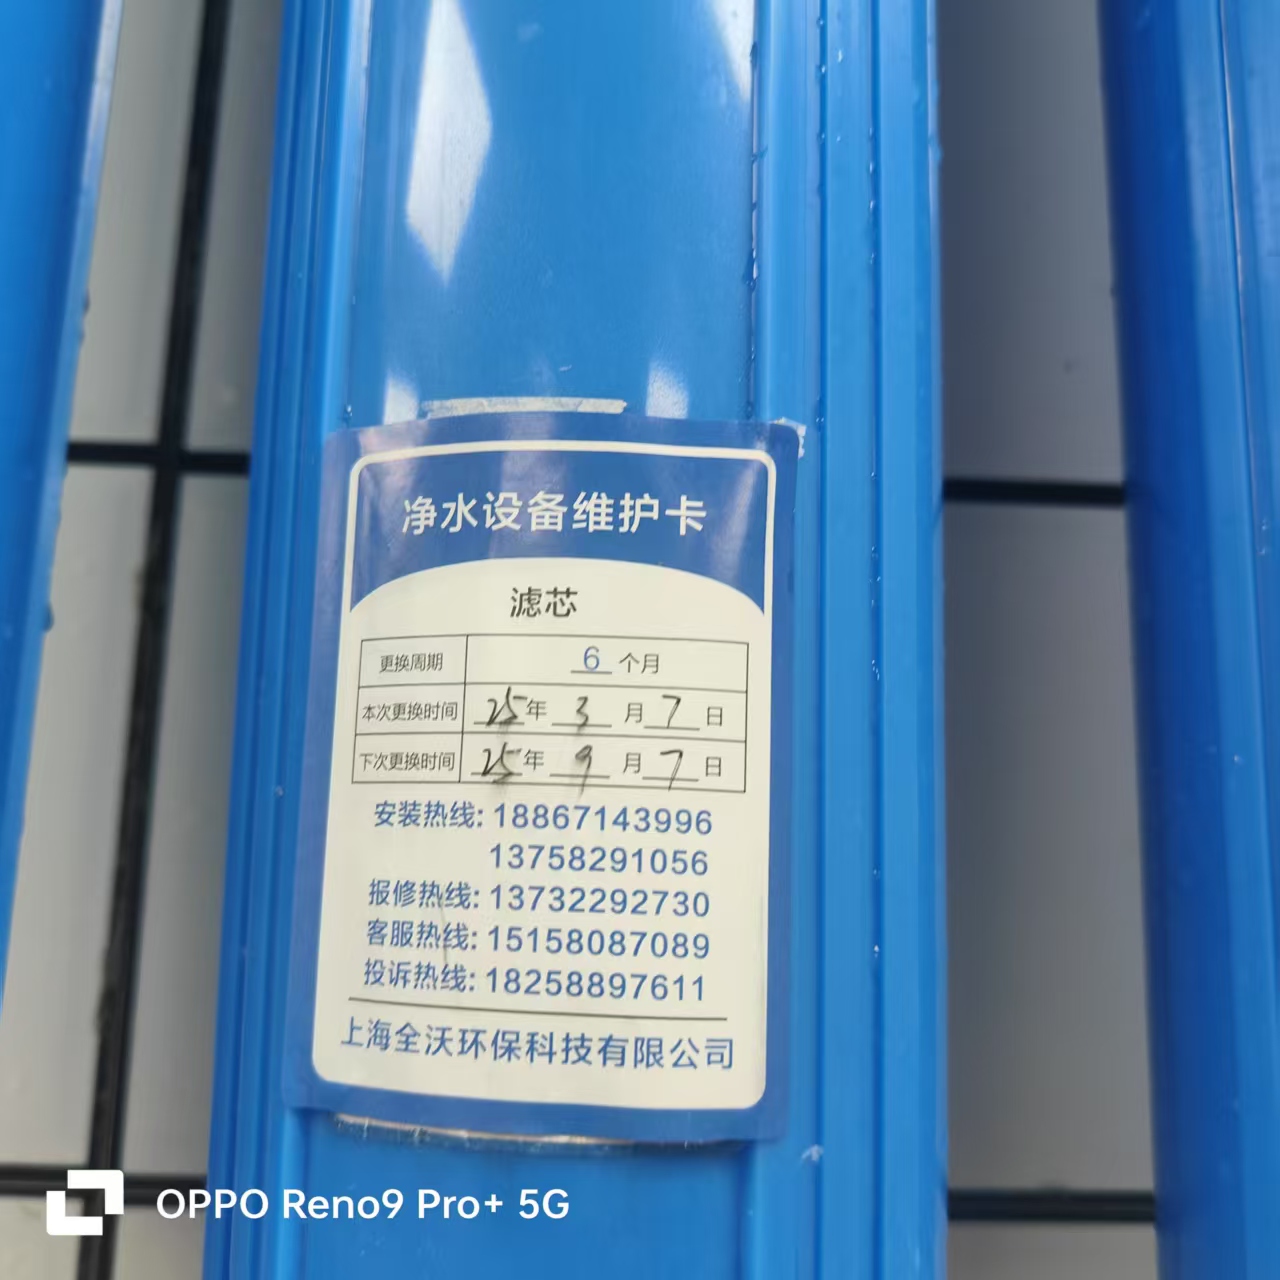 净水设备维护卡
滤芯
更换周期 6 个月
本次更换时间 25年 3 月 7 日
下次更换时间 25年 9 月 7 日
安装热线: 18867143996
13758291056
报修热线: 13732292730
客服热线: 15158087089
投诉热线: 18258897611
上海全沃环保科技有限公司
OPPO Reno9 Pro+ 5G